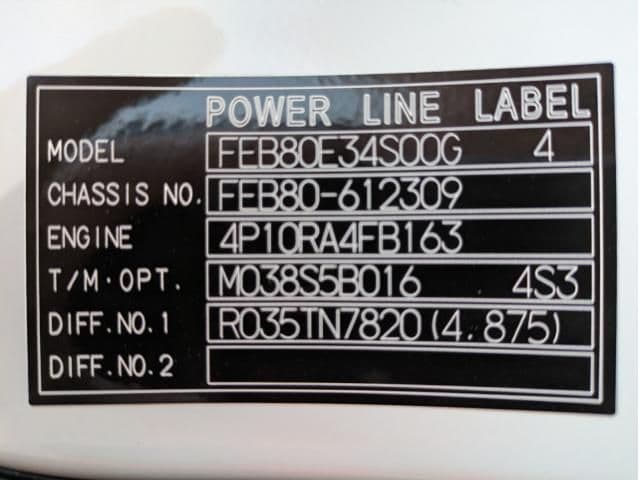 POWER LINE LABEL
MODEL FEB80E34S00G 4
CHASSIS NO. FEB80-612309
ENGINE 4P10RA4FB163
T/M·OPT. M038S5B016 4S3
DIFF.NO.1 R035TN7820(4.875)
DIFF.NO.2